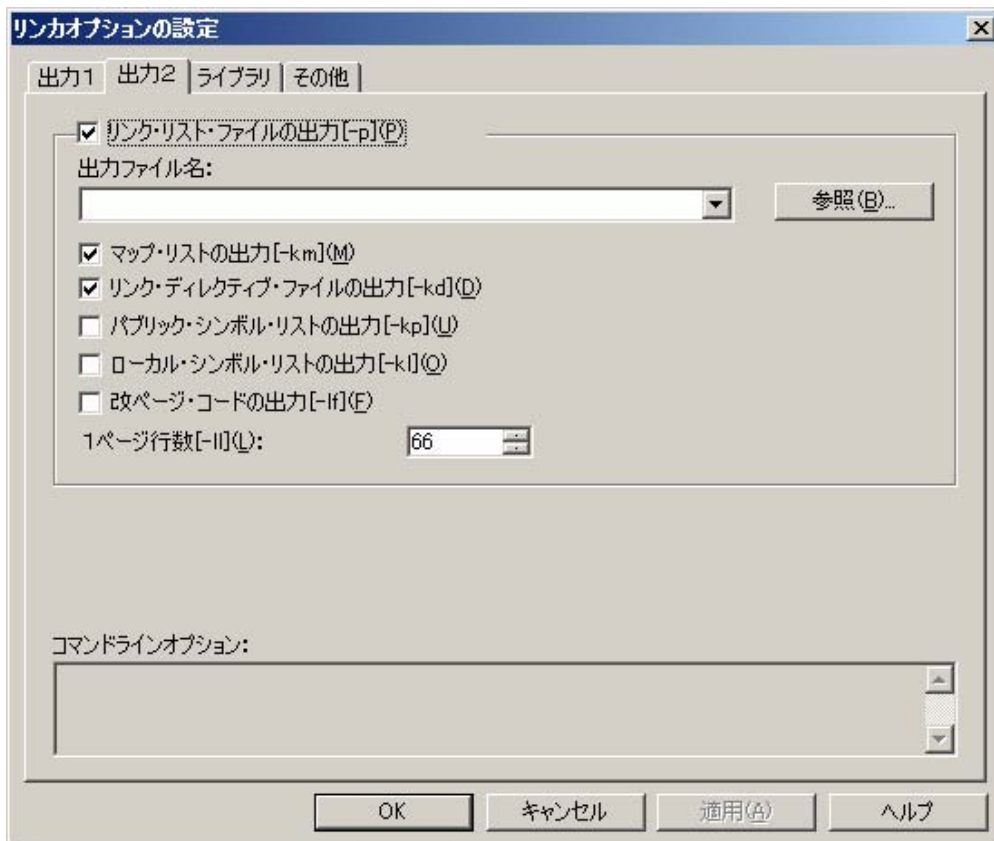 リンカオプションの設定
出力1 出力2 ライブラリ その他
リンク・リスト・ファイルの出力[-p](P)
出力ファイル名:
参照(B)...
マップ・リストの出力[-km](M)
リンク・ディレクティブ・ファイルの出力[-kd](D)
パブリック・シンボル・リストの出力[-kp](U)
ローカル・シンボル・リストの出力[-kl](O)
改ページ・コードの出力[-lf](F)
1ページ行数[-ll](L): 66
コマンドラインオプション:
OK キャンセル 適用(A) ヘルプ